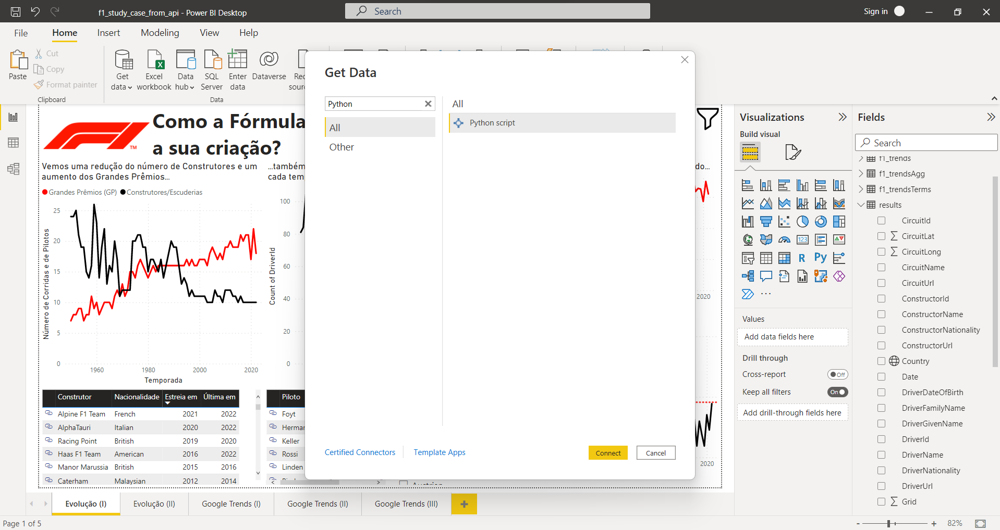 f1_study_case_from_api - Power BI Desktop
Search
Sign in
File
Home
Insert
Modeling
View
Help
Paste
Cut
Copy
Format painter
Clipboard
Get data
Excel workbook
Data hub
SQL Server
Enter data
Dataverse
Data
Get Data
Python
All
Other
All
Python script
Certified Connectors
Template Apps
Connect
Cancel
Como a Fórmula
a sua criação?
Vemos uma redução do número de Construtores e um
aumento dos Grandes Prêmios...
...também
cada tem
do...
Grandes Prêmios (GP)
Construtores/Escuderias
Número de Corridas e de Pilotos
25
20
15
10
5
0
1960
1980
2000
2020
Temporada
Count of DriverId
100
80
60
40
20
0
2020
2020
Construtor Nacionalidade Estreia em Última em
Alpine F1 Team French 2021 2022
AlphaTauri Italian 2020 2022
Racing Point British 2019 2020
Haas F1 Team American 2016 2022
Manor Marussia British 2015 2016
Caterham Malaysian 2012 2014
Piloto
Foyt
Herma
Keller
Rossi
Linden
Evolução (I)
Evolução (II)
Google Trends (I)
Google Trends (II)
Google Trends (III)
+
Page 1 of 5
- + 82%
Visualizations
Build visual
123
R
Py
Values
Add data fields here
Drill through
Cross-report
Off
Keep all filters
On
Add drill-through fields here
Fields
Search
f1_trends
f1_trendsAgg
f1_trendsTerms
results
CircuitId
CircuitLat
CircuitLong
CircuitName
CircuitUrl
ConstructorId
ConstructorName
ConstructorNationality
ConstructorUrl
Country
Date
DriverDateOfBirth
DriverFamilyName
DriverGivenName
DriverId
DriverName
DriverNationality
DriverUrl
Grid